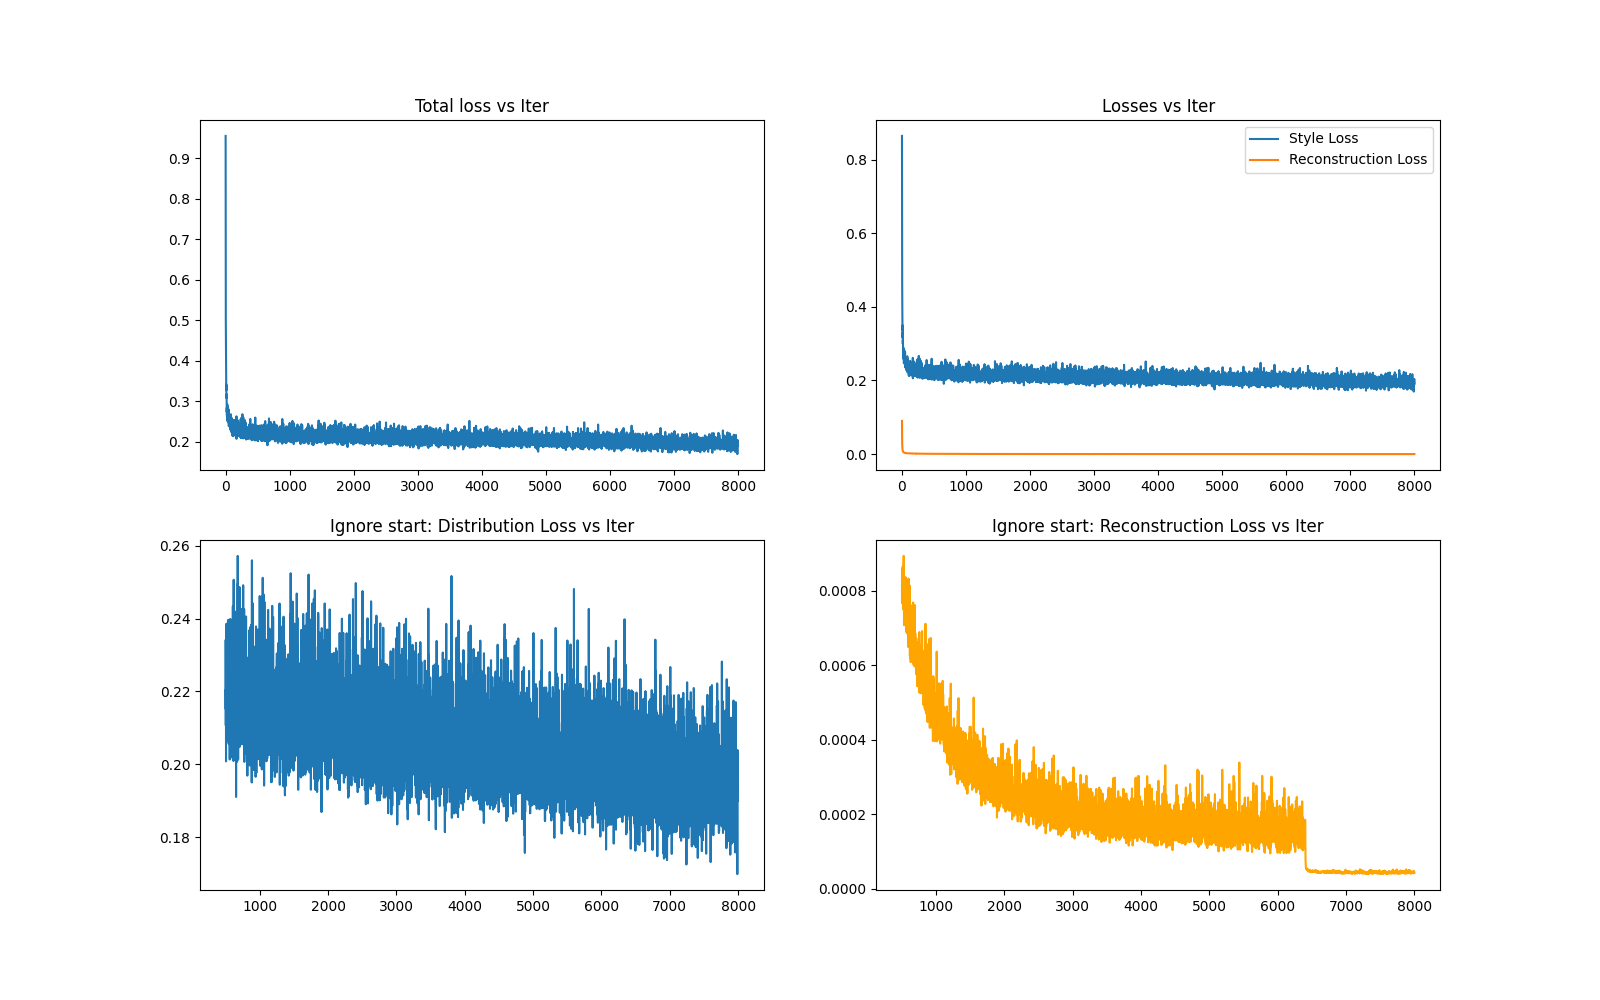 Total loss vs Iter
0.9
0.8
0.7
0.6
0.5
0.4
0.3
0.2
0 1000 2000 3000 4000 5000 6000 7000 8000
Losses vs Iter
Style Loss
Reconstruction Loss
0.8
0.6
0.4
0.2
0.0
0 1000 2000 3000 4000 5000 6000 7000 8000
Ignore start: Distribution Loss vs Iter
0.26
0.24
0.22
0.20
0.18
1000 2000 3000 4000 5000 6000 7000 8000
Ignore start: Reconstruction Loss vs Iter
0.0008
0.0006
0.0004
0.0002
0.0000
1000 2000 3000 4000 5000 6000 7000 8000